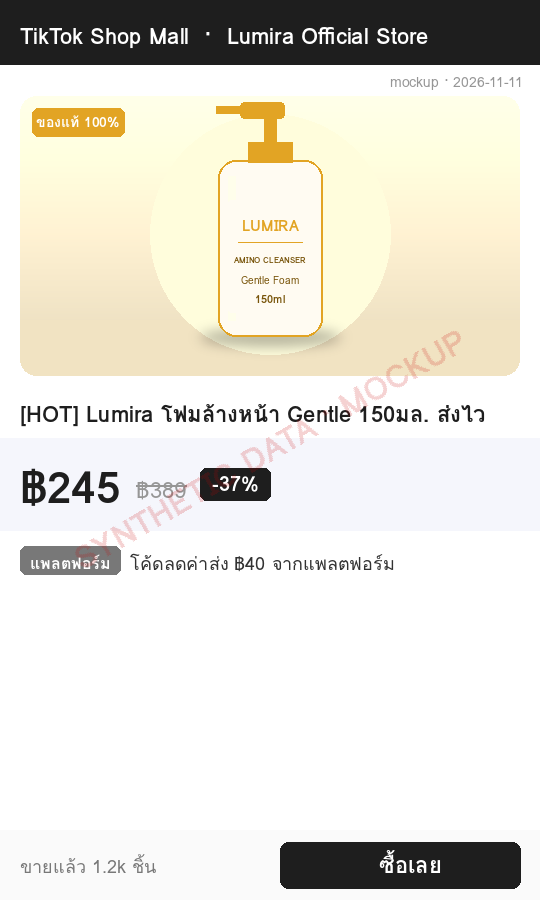 TikTok Shop Mall · Lumira Official Store
mockup · 2026-11-11
ของแท้ 100%
LUMIRA
AMINO CLEANSER
Gentle Foam
150ml
[HOT] Lumira โฟมล้างหน้า Gentle 150มล. ส่งไว
฿245 ฿389 -37%
SYNTHETIC DATA · MOCKUP
แพลตฟอร์ม โค้ดลดค่าส่ง ฿40 จากแพลตฟอร์ม
ขายแล้ว 1.2k ชิ้น ซื้อเลย